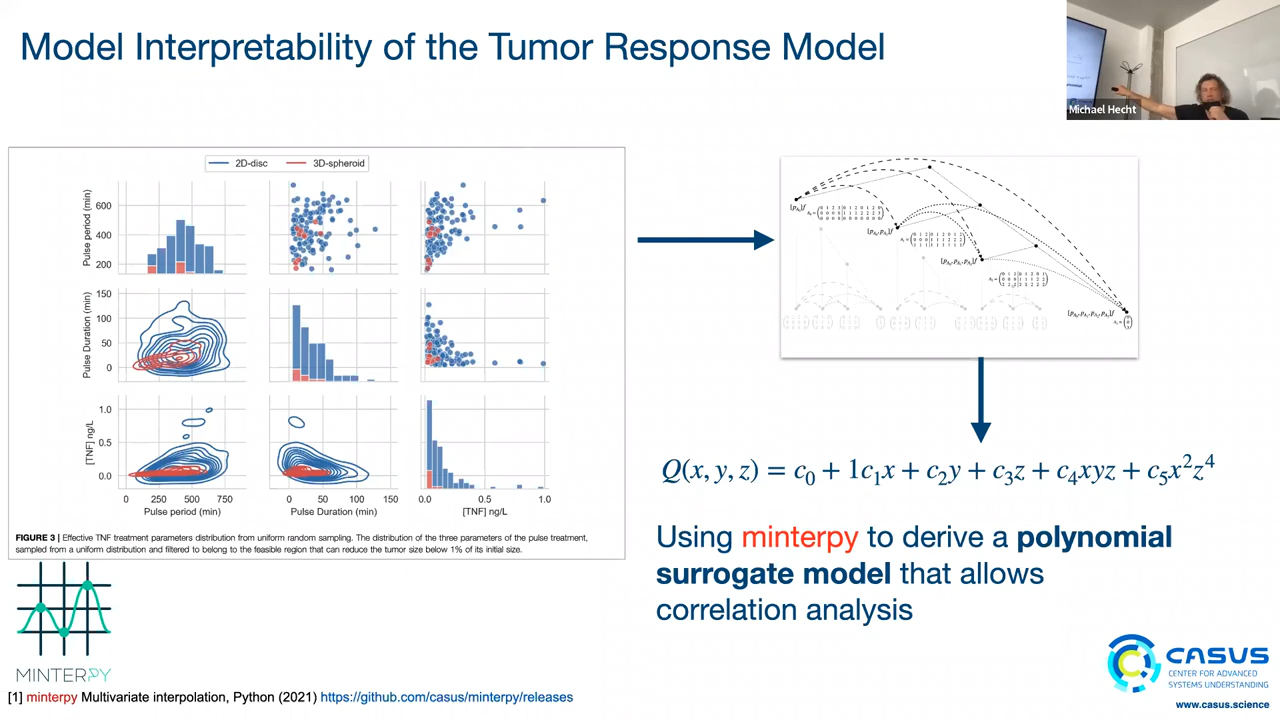 Model Interpretability of the Tumor Response Model
Michael Hecht
2D-disc
3D-spheroid
Pulse period (min)
600
400
200
Pulse Duration (min)
150
100
50
0
[TNF] ng/L
1.0
0.5
0.0
0 250 500 750
0 50 100 150
0.0 0.5 1.0
Pulse period (min)
Pulse Duration (min)
[TNF] ng/L
FIGURE 3 | Effective TNF treatment parameters distribution from uniform random sampling. The distribution of the three parameters of the pulse treatment,
sampled from a uniform distribution and filtered to belong to the feasible region that can reduce the tumor size below 1% of its initial size.
Q(x, y, z) = c₀ + 1c₁x + c₂y + c₃z + c₄xyz + c₅x²z⁴
Using minterpy to derive a polynomial
surrogate model that allows
correlation analysis
MINTERPY
[1] minterpy Multivariate interpolation, Python (2021) https://github.com/casus/minterpy/releases
CASUS
CENTER FOR ADVANCED
SYSTEMS UNDERSTANDING
www.casus.science